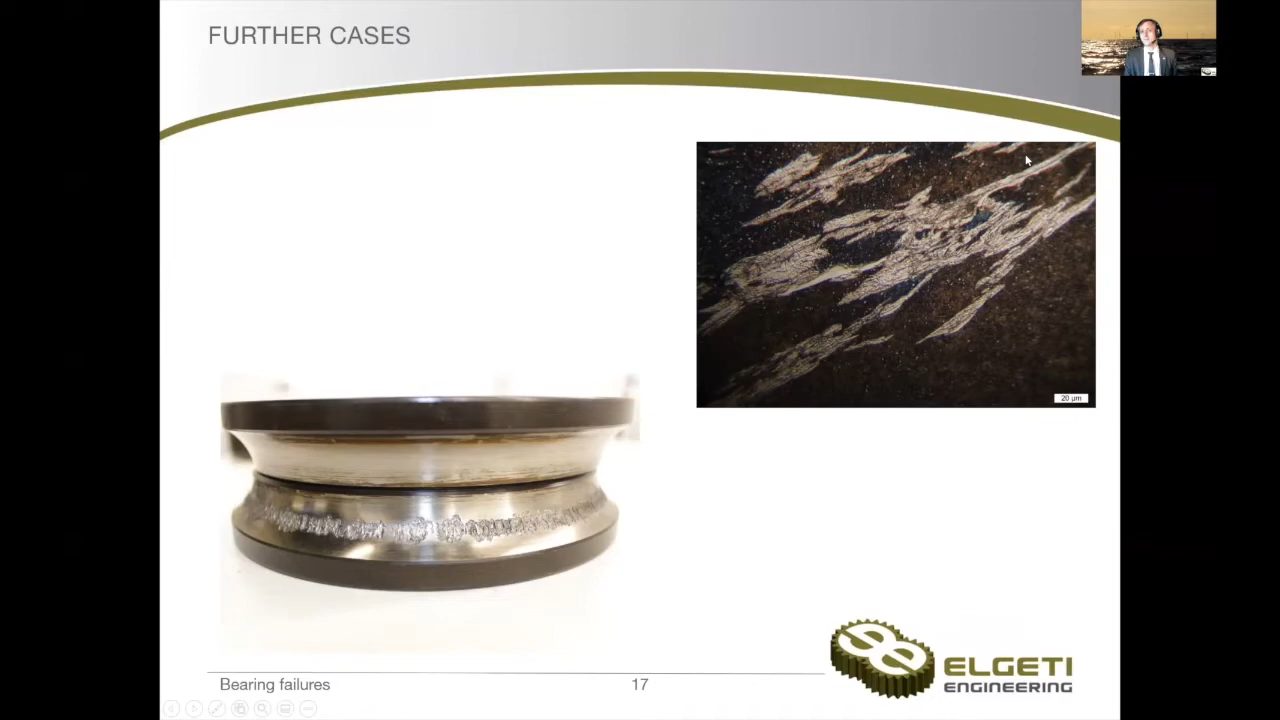 FURTHER CASES
20 µm
Bearing failures
17
ELGETI
ENGINEERING